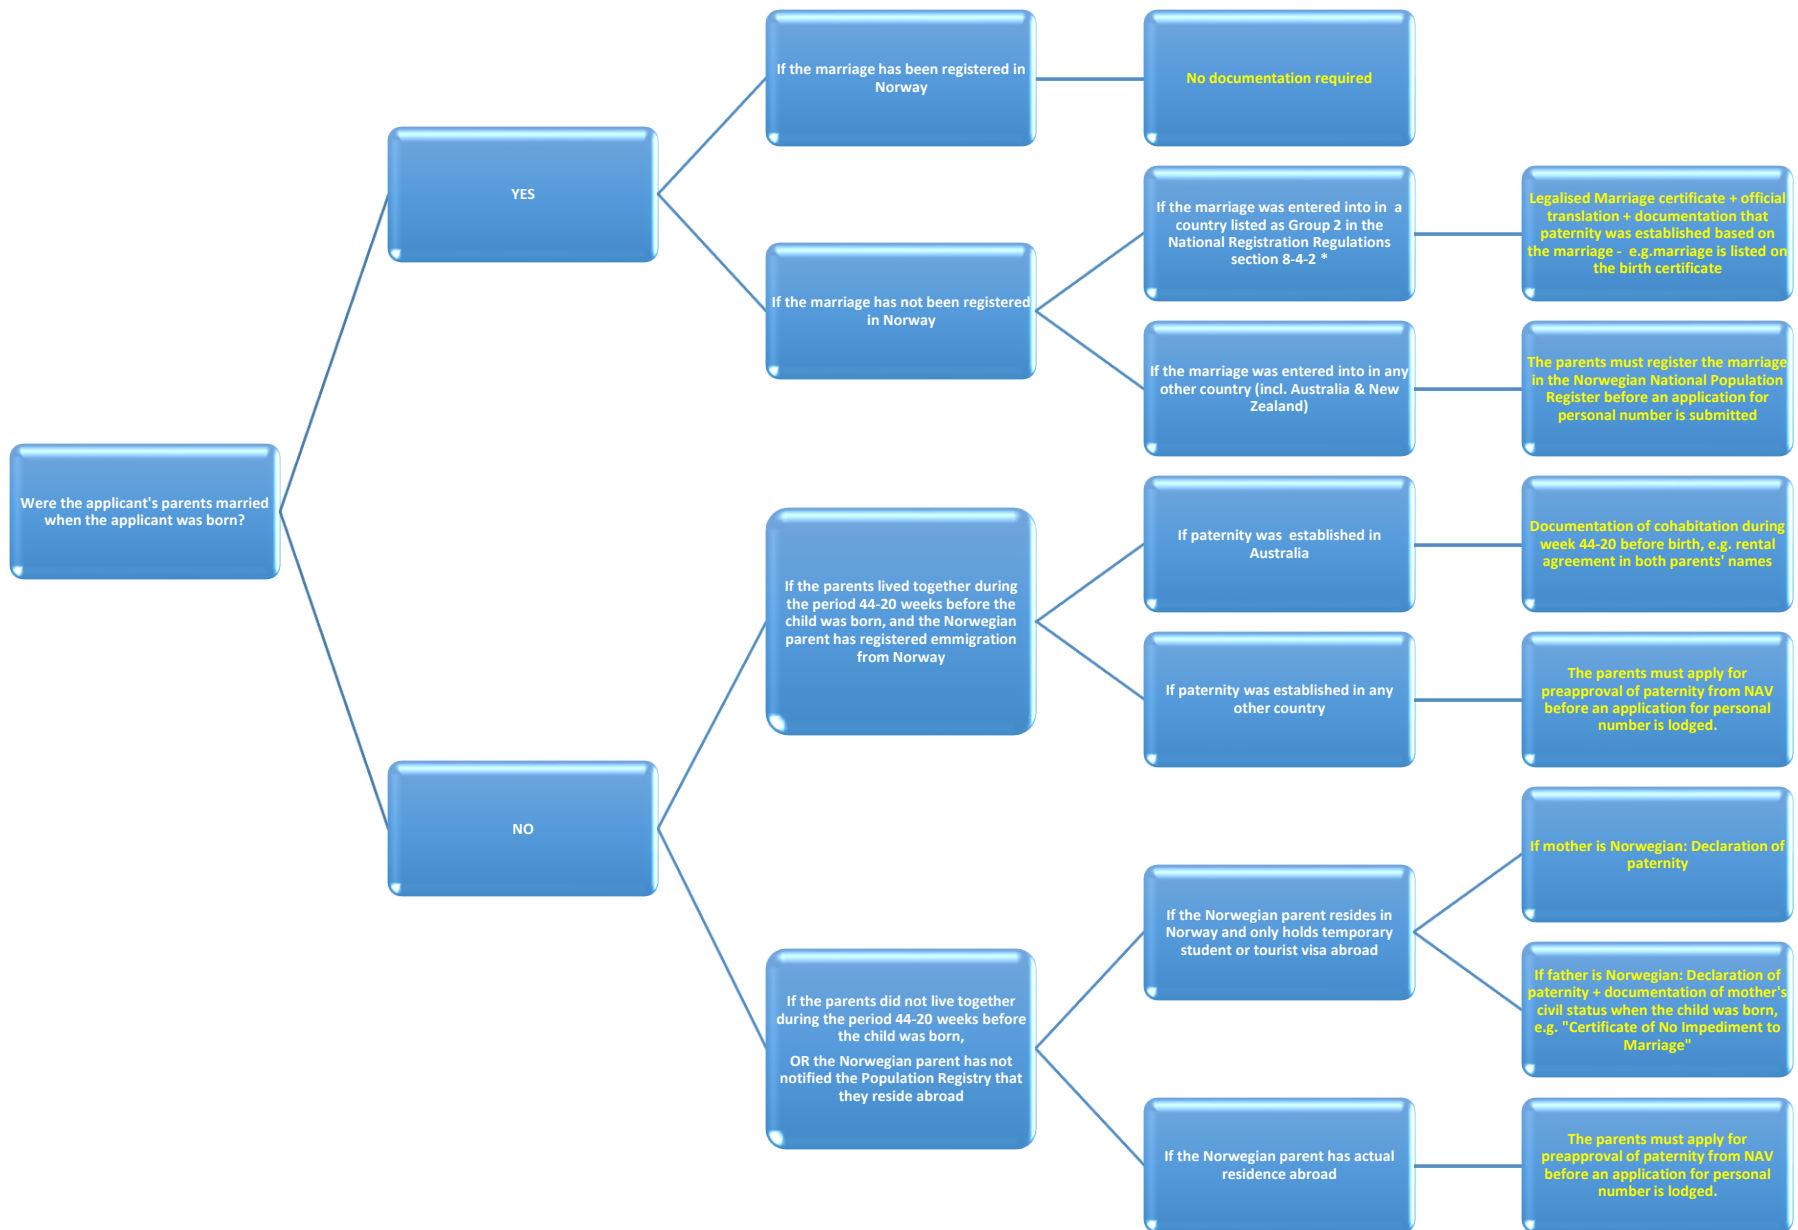 Were the applicant's parents married
when the applicant was born?
YES
If the marriage has been registered in
Norway
No documentation required
If the marriage has not been registered
in Norway
If the marriage was entered into in a
country listed as Group 2 in the
National Registration Regulations
section 8-4-2 *
Legalised Marriage certificate + official
translation + documentation that
paternity was established based on
the marriage - e.g.marriage is listed on
the birth certificate
If the marriage was entered into in any
other country (incl. Australia & New
Zealand)
The parents must register the marriage
in the Norwegian National Population
Register before an application for
personal number is submitted
NO
If the parents lived together during
the period 44-20 weeks before the
child was born, and the Norwegian
parent has registered emmigration
from Norway
If paternity was established in
Australia
Documentation of cohabitation during
week 44-20 before birth, e.g. rental
agreement in both parents' names
If paternity was established in any
other country
The parents must apply for
preapproval of paternity from NAV
before an application for personal
number is lodged.
If the parents did not live together
during the period 44-20 weeks before
the child was born,
OR the Norwegian parent has not
notified the Population Registry that
they reside abroad
If the Norwegian parent resides in
Norway and only holds temporary
student or tourist visa abroad
If mother is Norwegian: Declaration of
paternity
If father is Norwegian: Declaration of
paternity + documentation of mother's
civil status when the child was born,
e.g. "Certificate of No Impediment to
Marriage"
If the Norwegian parent has actual
residence abroad
The parents must apply for
preapproval of paternity from NAV
before an application for personal
number is lodged.